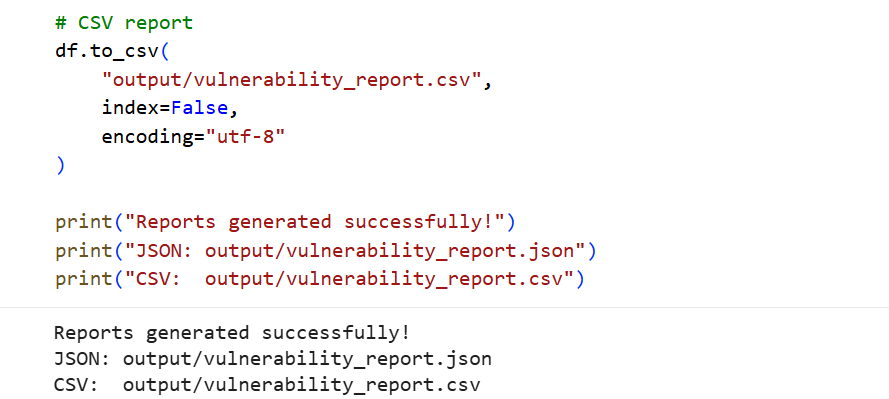 # CSV report
df.to_csv(
    "output/vulnerability_report.csv",
    index=False,
    encoding="utf-8"
)
print("Reports generated successfully!")
print("JSON: output/vulnerability_report.json")
print("CSV:  output/vulnerability_report.csv")
Reports generated successfully!
JSON: output/vulnerability_report.json
CSV:  output/vulnerability_report.csv